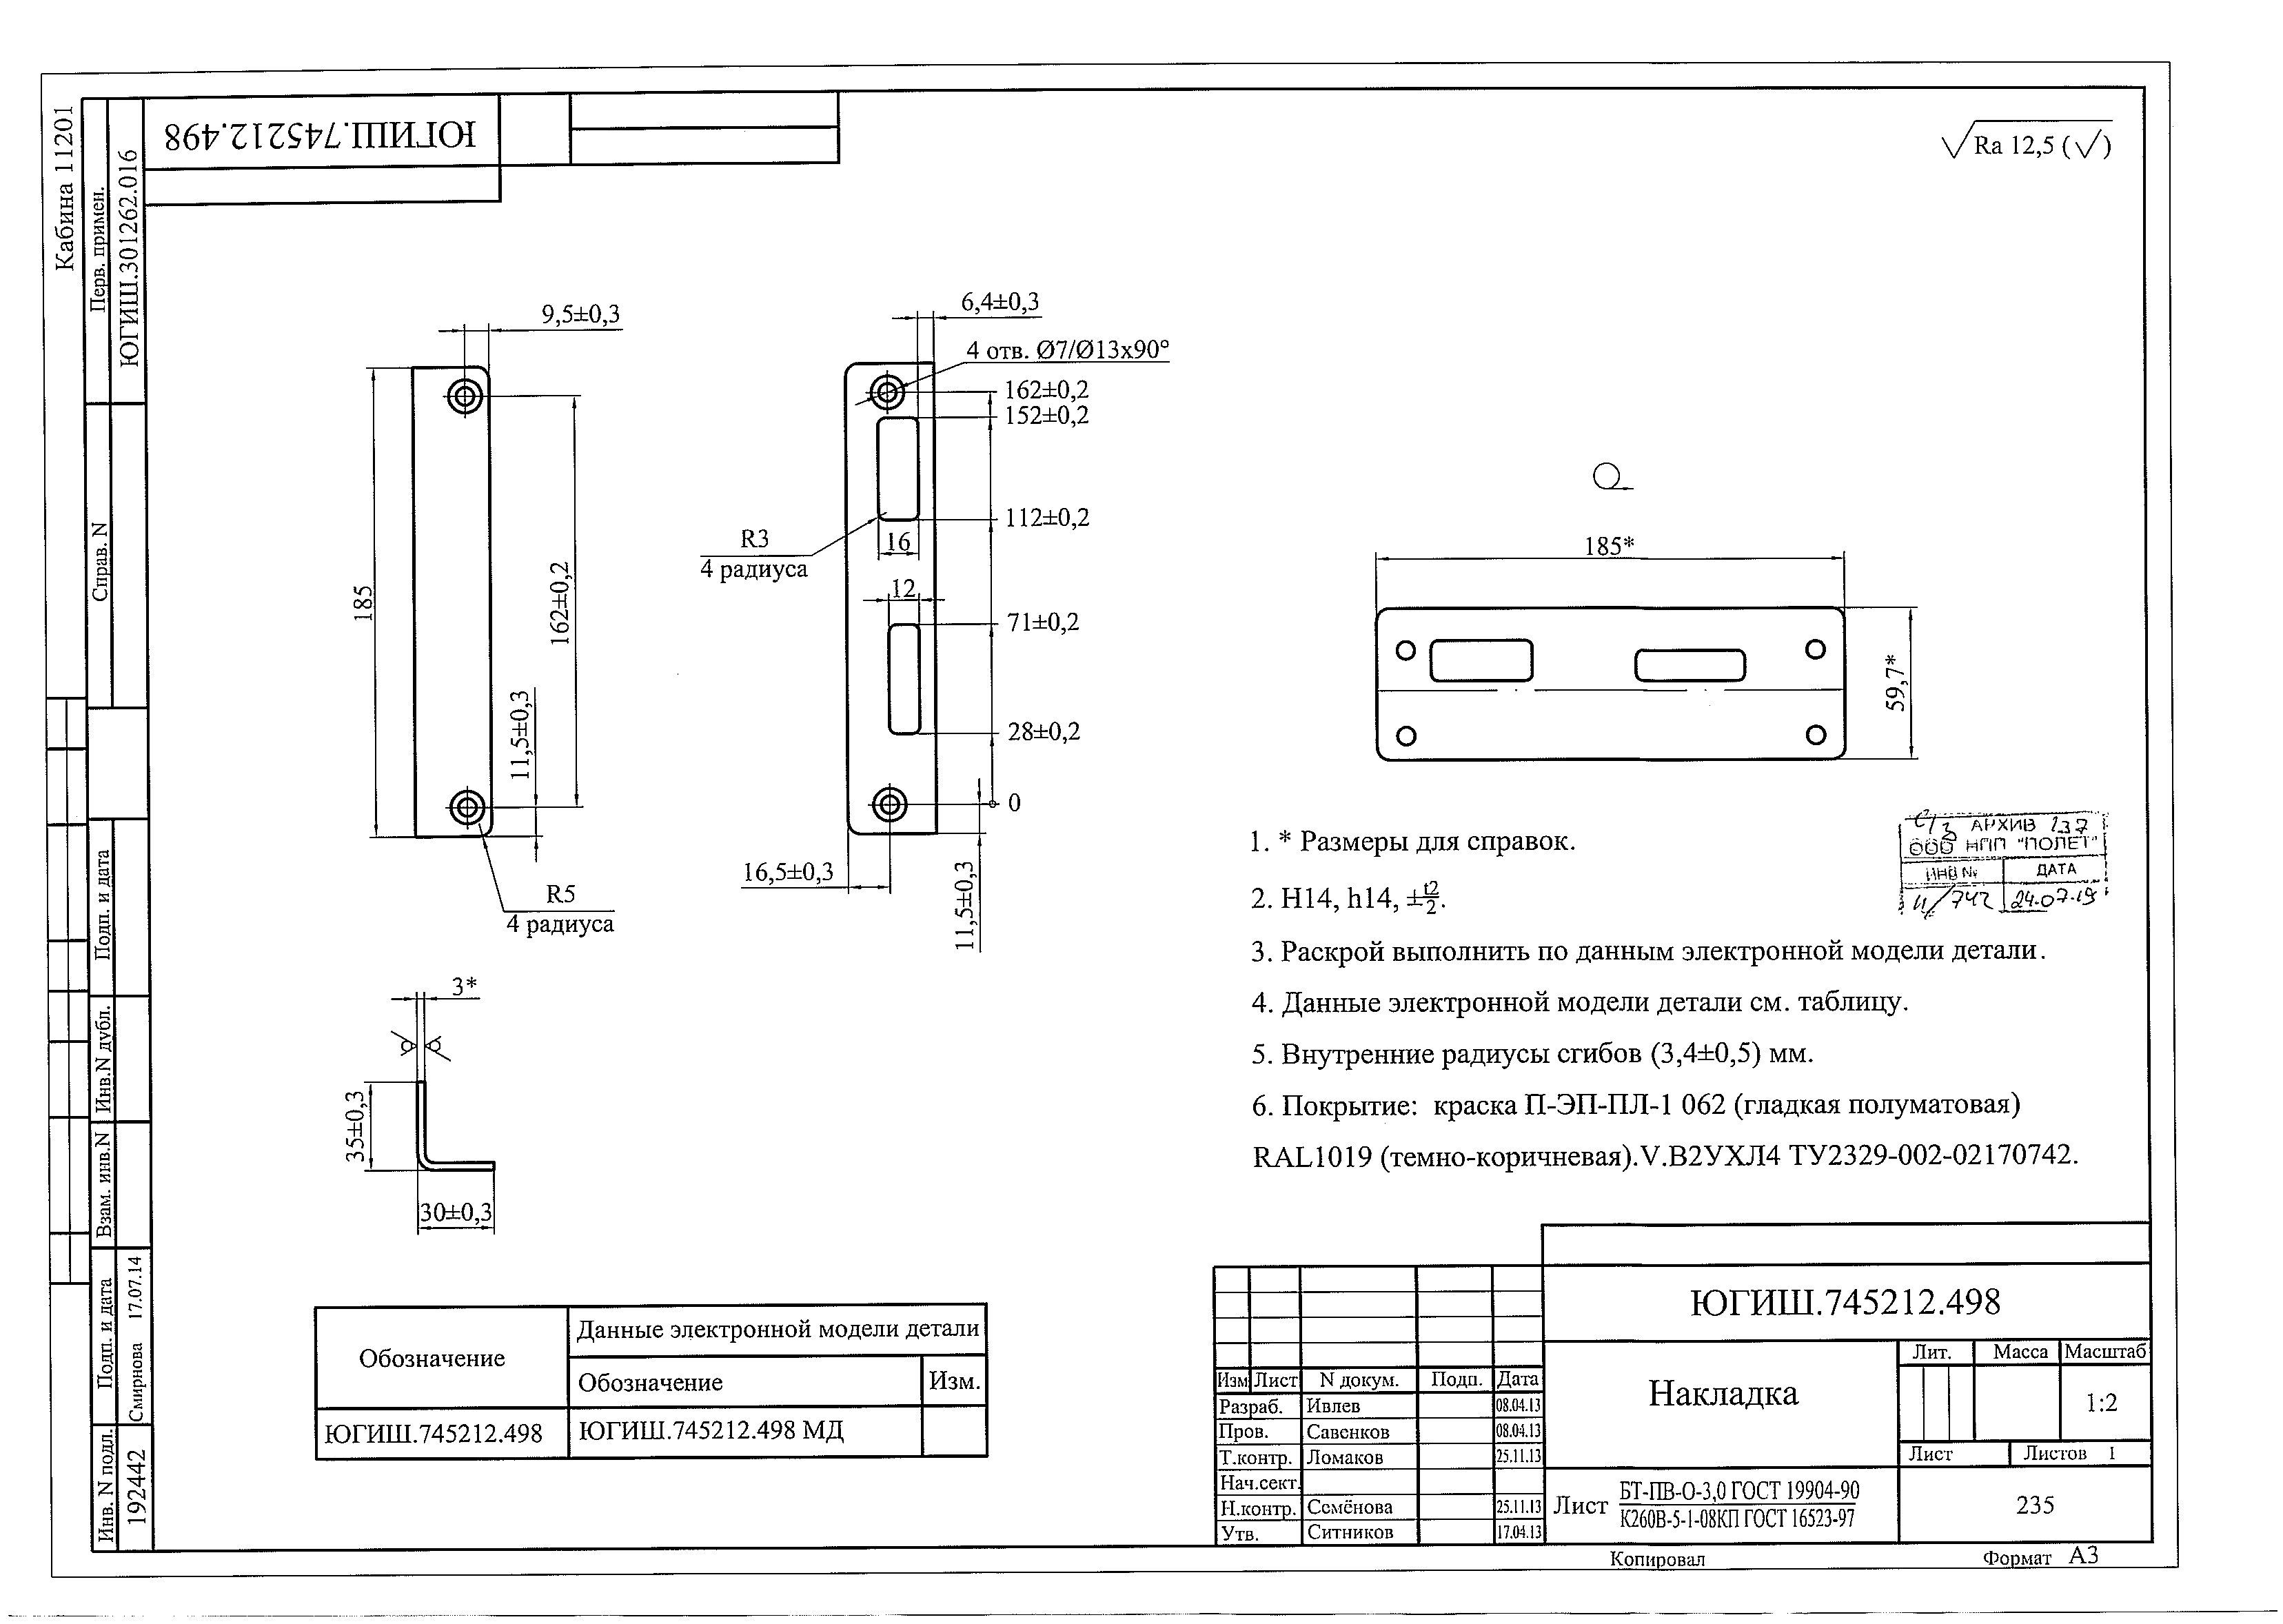 Кабина 11201
Перв. примен.
ЮГИШ.301262.016
Справ. N
Подп. и дата
Инв.N дубл.
Взам. инв.N
Подп. и дата
Смирнова 17.07.14
Инв. N подл.
192442
ЮГИШ.745212.498
Ra 12,5 (√)
9,5±0,3
185
162±0,2
11,5±0,3
R5
4 радиуса
6,4±0,3
4 отв. Ø7/Ø13x90°
162±0,2
152±0,2
112±0,2
R3
4 радиуса
16
12
71±0,2
28±0,2
0
16,5±0,3
11,5±0,3
185*
59,7*
3*
35±0,3
30±0,3
АРХИВ 137
ООО НПП "ПОЛЕТ"
ИНВ № ДАТА
24.07.19
1. * Размеры для справок.
2. H14, h14, ±t2/2.
3. Раскрой выполнить по данным электронной модели детали.
4. Данные электронной модели детали см. таблицу.
5. Внутренние радиусы сгибов (3,4±0,5) мм.
6. Покрытие: краска П-ЭП-ПЛ-1 062 (гладкая полуматовая)
RAL1019 (темно-коричневая).V.В2УХЛ4 ТУ2329-002-02170742.
Обозначение
Данные электронной модели детали
Обозначение Изм.
ЮГИШ.745212.498 ЮГИШ.745212.498 МД
ЮГИШ.745212.498
Изм Лист N докум. Подп. Дата
Разраб. Ивлев 08.04.13
Пров. Савенков 08.04.13
Т.контр. Ломаков 25.11.13
Нач.сект.
Н.контр. Семёнова 25.11.13
Утв. Ситников 17.04.13
Накладка
Лит. Масса Масштаб
1:2
Лист Листов 1
Лист БТ-ПВ-О-3,0 ГОСТ 19904-90
К260В-5-1-08КП ГОСТ 16523-97
235
Копировал Формат А3